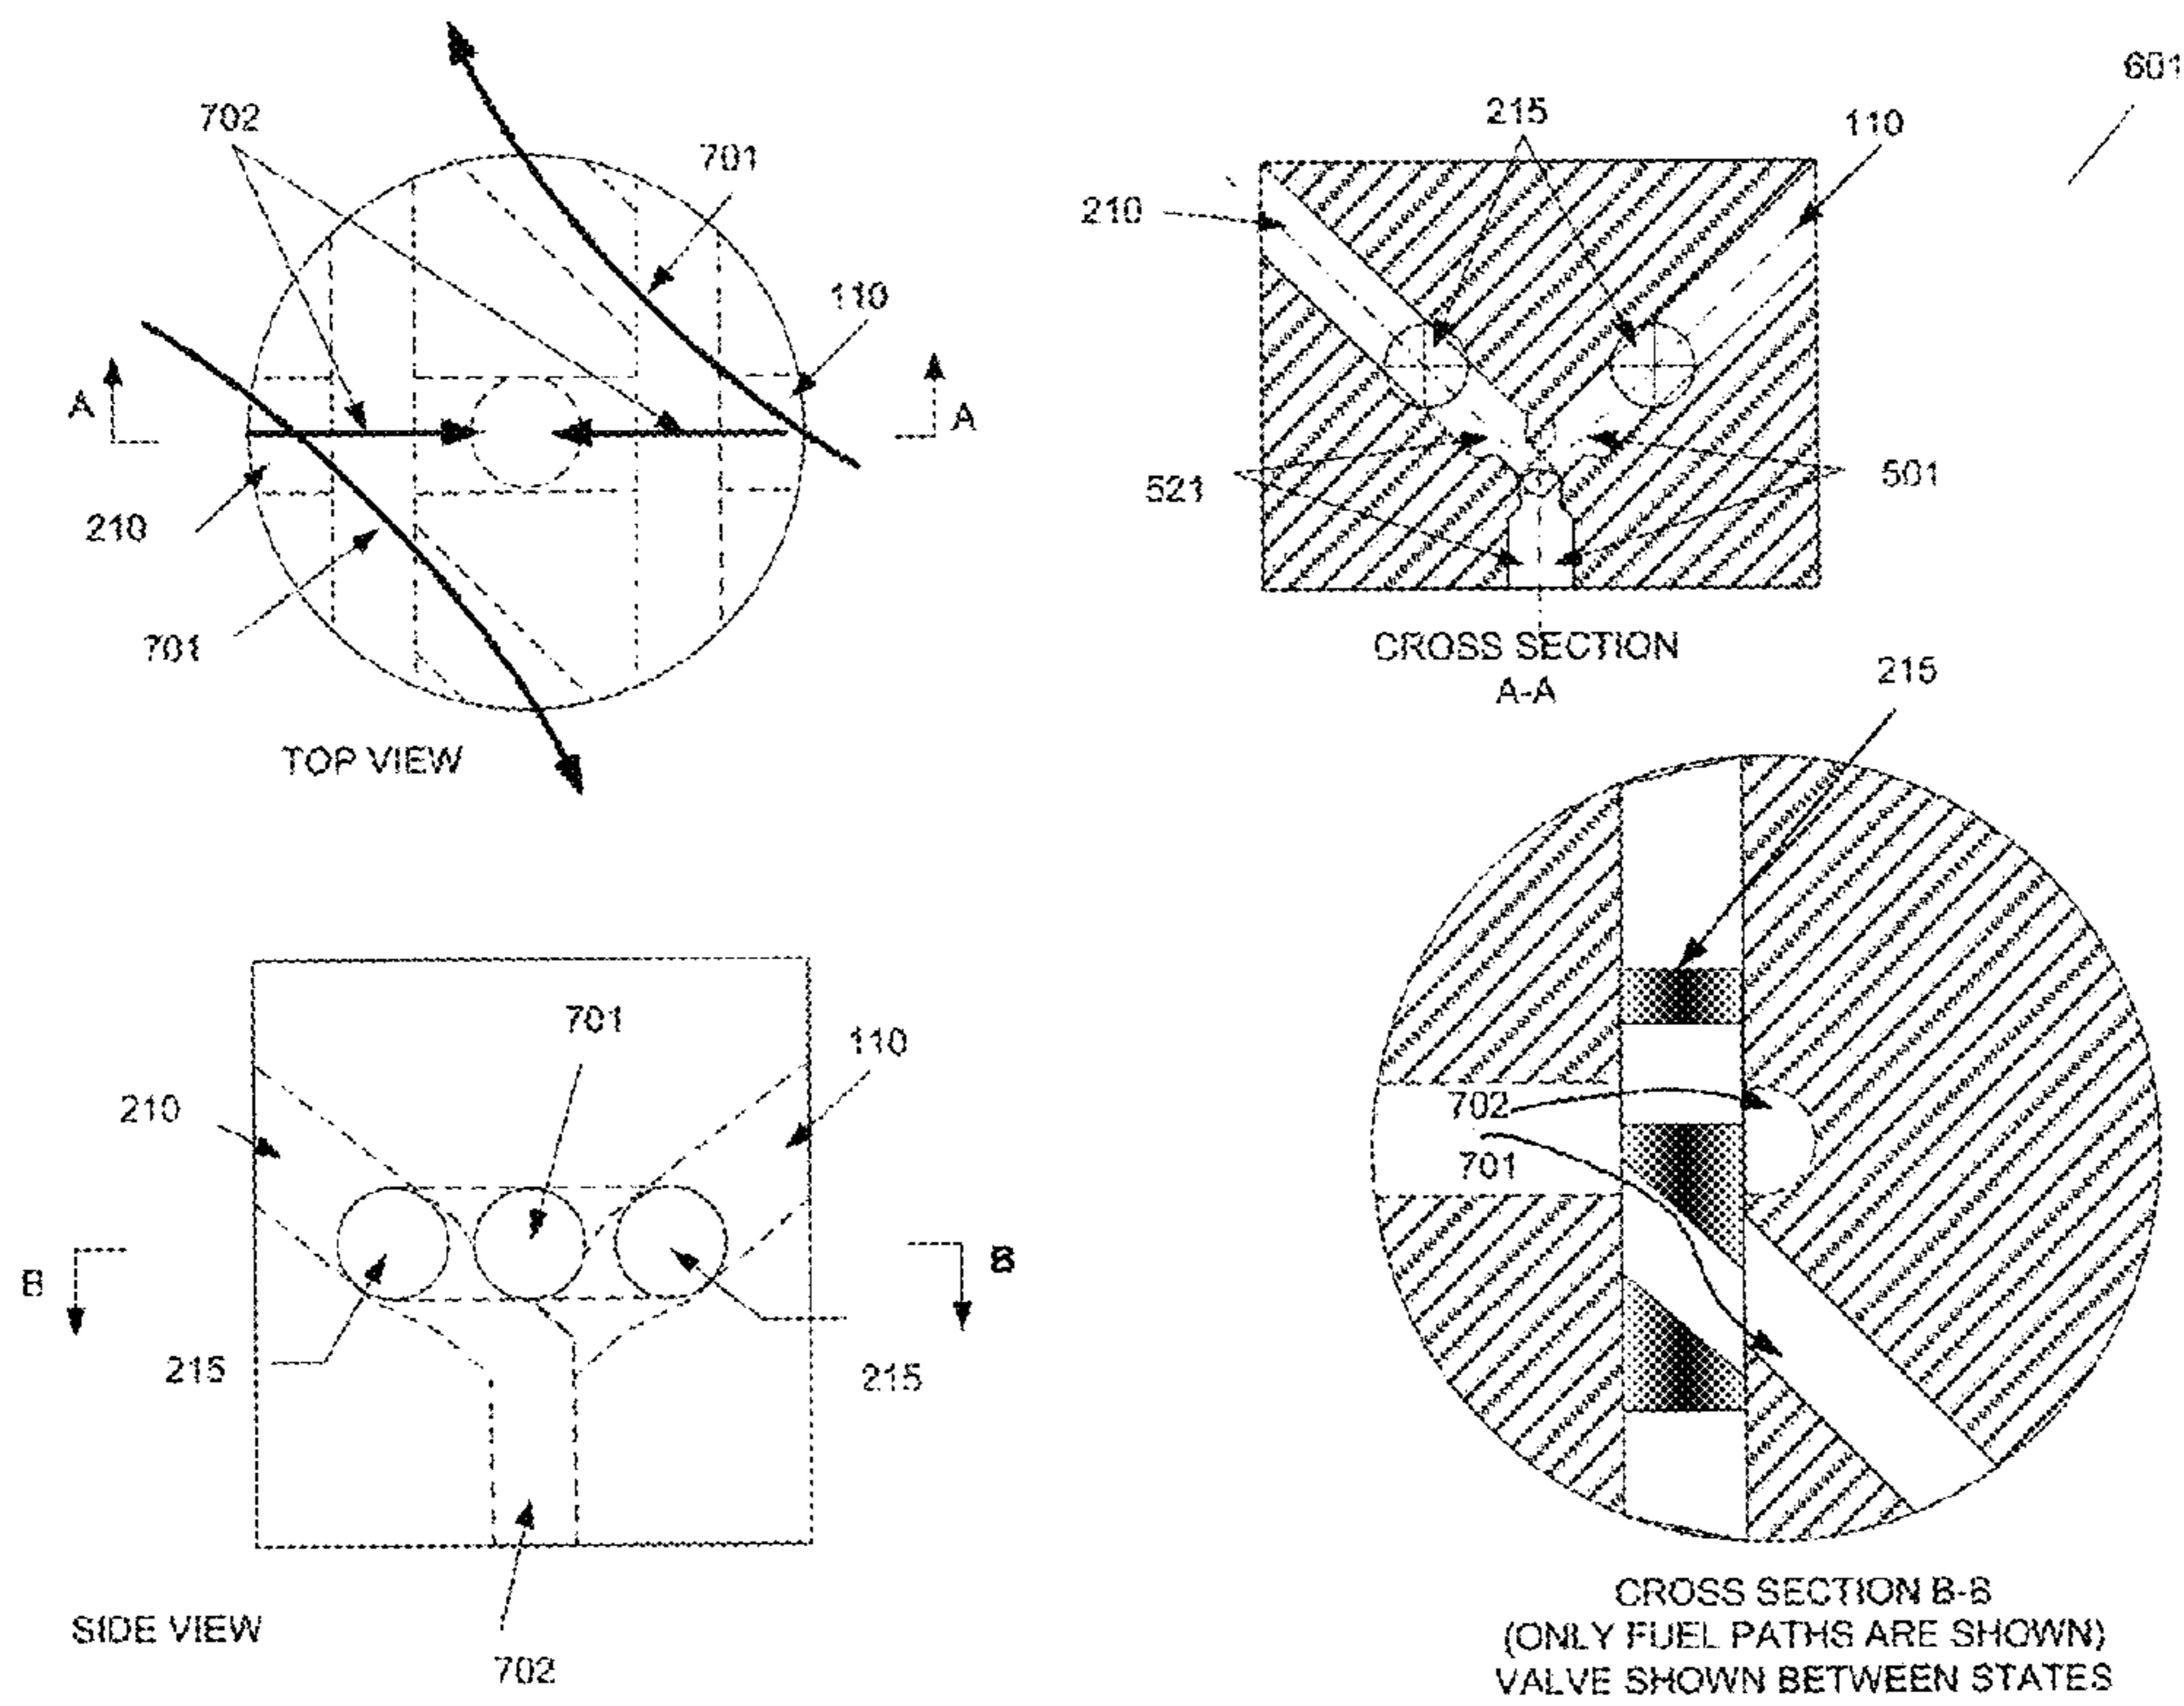 702
701
110
A
A
210
701
TOP VIEW
601
215
110
210
521
501
CROSS SECTION
A-A
215
701
110
210
B
B
215
215
702
SIDE VIEW
702
701
CROSS SECTION B-B
(ONLY FUEL PATHS ARE SHOWN)
VALVE SHOWN BETWEEN STATES